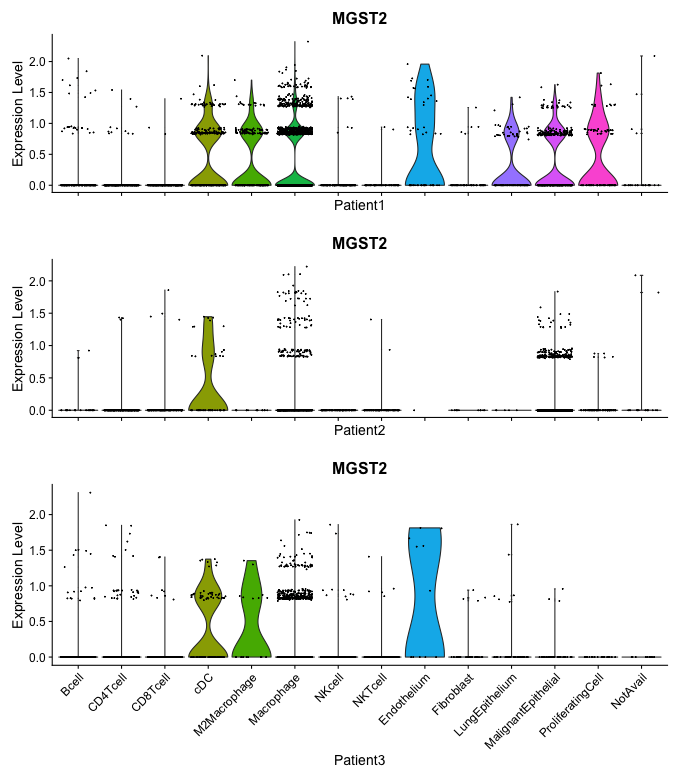 MGST2
Expression Level
2.0
1.5
1.0
0.5
0.0
Patient1
MGST2
Expression Level
2.0
1.5
1.0
0.5
0.0
Patient2
MGST2
Expression Level
2.0
1.5
1.0
0.5
0.0
Bcell
CD4Tcell
CD8Tcell
cDC
M2Macrophage
Macrophage
NKcell
NKTcell
Endothelium
Fibroblast
LungEpithelium
MalignantEpithelial
ProliferatingCell
NotAvail
Patient3